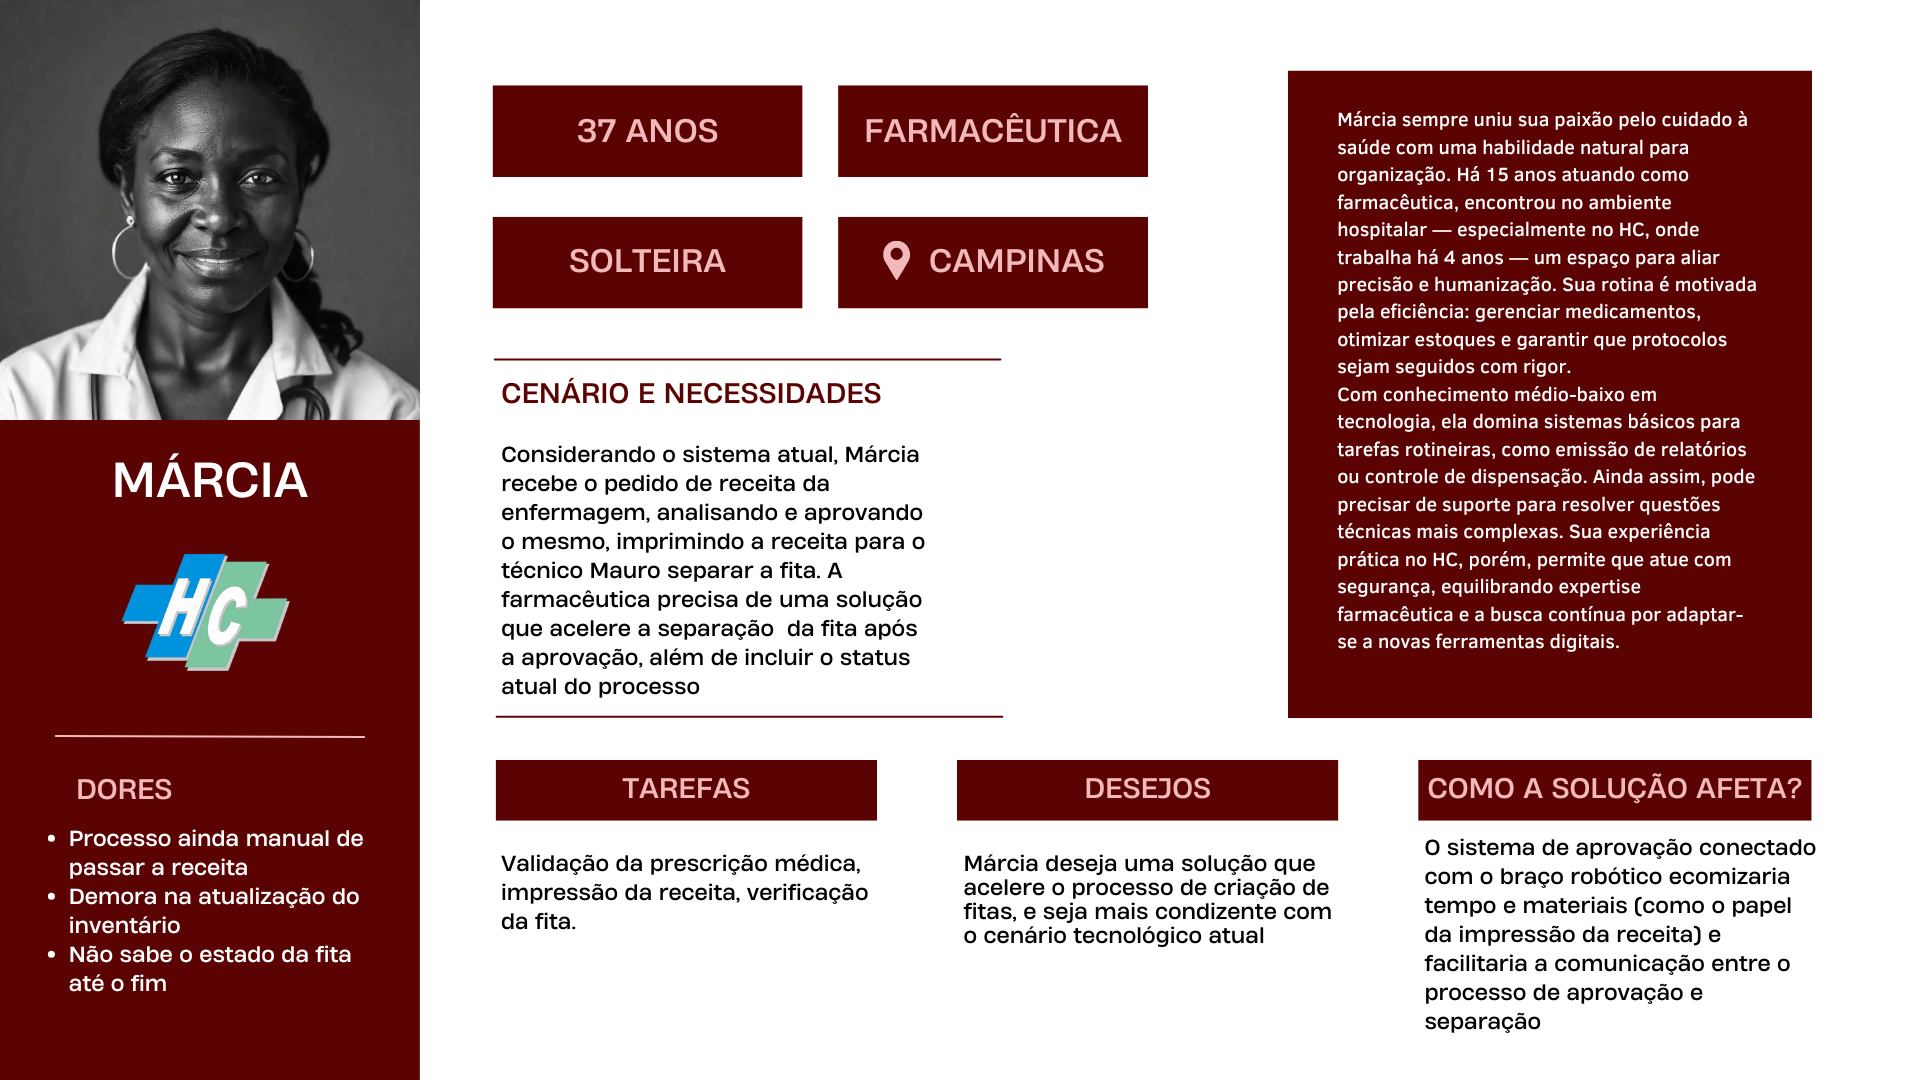 MÁRCIA
HC
DORES
• Processo ainda manual de
passar a receita
• Demora na atualização do
inventário
• Não sabe o estado da fita
até o fim
37 ANOS
FARMACÊUTICA
SOLTEIRA
CAMPINAS
CENÁRIO E NECESSIDADES
Considerando o sistema atual, Márcia
recebe o pedido de receita da
enfermagem, analisando e aprovando
o mesmo, imprimindo a receita para o
técnico Mauro separar a fita. A
farmacêutica precisa de uma solução
que acelere a separação  da fita após
a aprovação, além de incluir o status
atual do processo
Márcia sempre uniu sua paixão pelo cuidado à
saúde com uma habilidade natural para
organização. Há 15 anos atuando como
farmacêutica, encontrou no ambiente
hospitalar — especialmente no HC, onde
trabalha há 4 anos — um espaço para aliar
precisão e humanização. Sua rotina é motivada
pela eficiência: gerenciar medicamentos,
otimizar estoques e garantir que protocolos
sejam seguidos com rigor.
Com conhecimento médio-baixo em
tecnologia, ela domina sistemas básicos para
tarefas rotineiras, como emissão de relatórios
ou controle de dispensação. Ainda assim, pode
precisar de suporte para resolver questões
técnicas mais complexas. Sua experiência
prática no HC, porém, permite que atue com
segurança, equilibrando expertise
farmacêutica e a busca contínua por adaptar-
se a novas ferramentas digitais.
TAREFAS
Validação da prescrição médica,
impressão da receita, verificação
da fita.
DESEJOS
Márcia deseja uma solução que
acelere o processo de criação de
fitas, e seja mais condizente com
o cenário tecnológico atual
COMO A SOLUÇÃO AFETA?
O sistema de aprovação conectado
com o braço robótico ecomizaria
tempo e materiais (como o papel
da impressão da receita) e
facilitaria a comunicação entre o
processo de aprovação e
separação